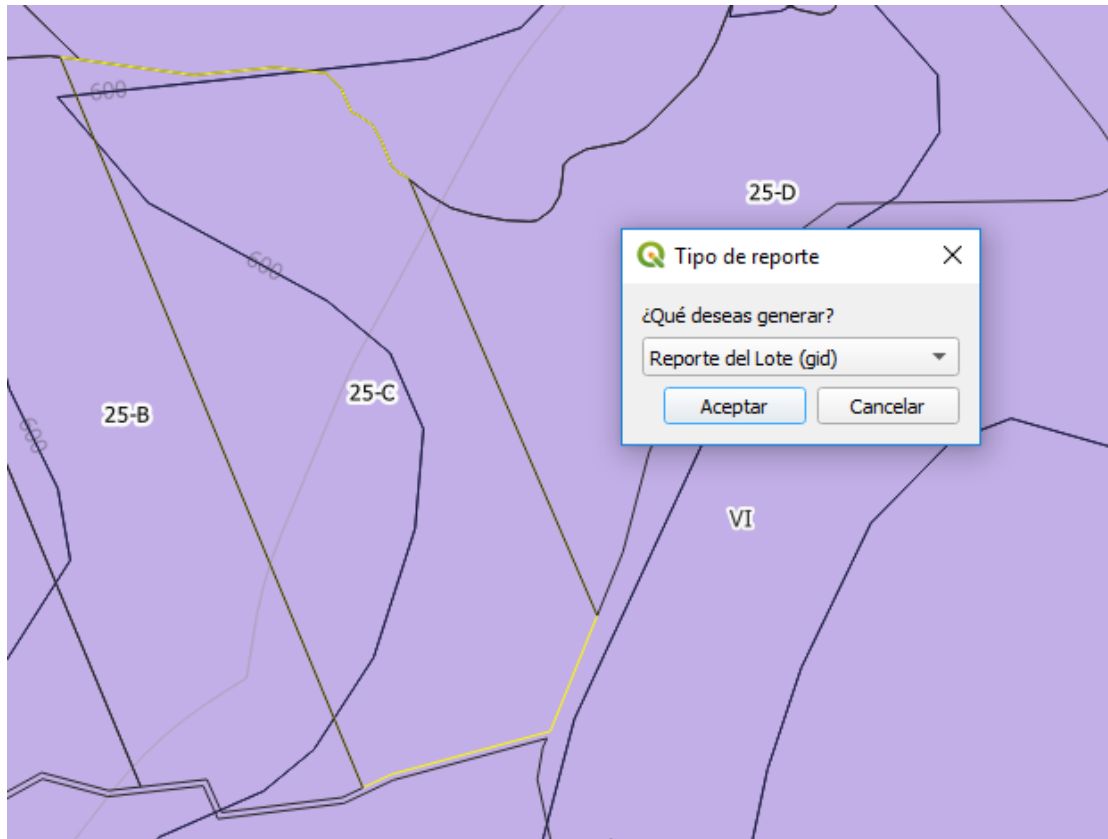 600
25-D
Tipo de reporte
¿Qué deseas generar?
Reporte del Lote (gid)
Aceptar
Cancelar
600
25-C
25-B
600
VI